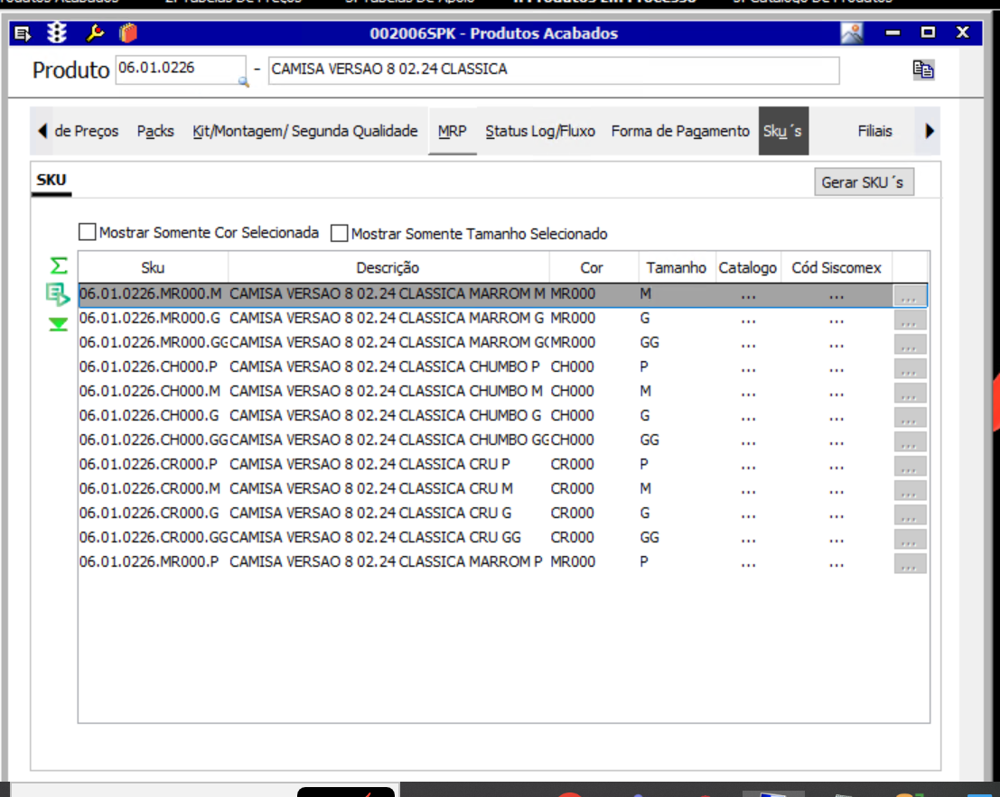 002006SPK - Produtos Acabados
Produto 06.01.0226 - CAMISA VERSAO 8 02.24 CLASSICA
de Preços Packs Kit/Montagem/ Segunda Qualidade MRP Status Log/Fluxo Forma de Pagamento Sku´s Filiais
SKU Gerar SKU´s
Mostrar Somente Cor Selecionada Mostrar Somente Tamanho Selecionado
Sku Descrição Cor Tamanho Catalogo Cód Siscomex
06.01.0226.MR000.M CAMISA VERSAO 8 02.24 CLASSICA MARROM M MR000 M ... ... ...
06.01.0226.MR000.G CAMISA VERSAO 8 02.24 CLASSICA MARROM G MR000 G ... ... ...
06.01.0226.MR000.GG CAMISA VERSAO 8 02.24 CLASSICA MARROM G MR000 GG ... ... ...
06.01.0226.CH000.P CAMISA VERSAO 8 02.24 CLASSICA CHUMBO P CH000 P ... ... ...
06.01.0226.CH000.M CAMISA VERSAO 8 02.24 CLASSICA CHUMBO M CH000 M ... ... ...
06.01.0226.CH000.G CAMISA VERSAO 8 02.24 CLASSICA CHUMBO G CH000 G ... ... ...
06.01.0226.CH000.GG CAMISA VERSAO 8 02.24 CLASSICA CHUMBO GG CH000 GG ... ... ...
06.01.0226.CR000.P CAMISA VERSAO 8 02.24 CLASSICA CRU P CR000 P ... ... ...
06.01.0226.CR000.M CAMISA VERSAO 8 02.24 CLASSICA CRU M CR000 M ... ... ...
06.01.0226.CR000.G CAMISA VERSAO 8 02.24 CLASSICA CRU G CR000 G ... ... ...
06.01.0226.CR000.GG CAMISA VERSAO 8 02.24 CLASSICA CRU GG CR000 GG ... ... ...
06.01.0226.MR000.P CAMISA VERSAO 8 02.24 CLASSICA MARROM P MR000 P ... ... ...